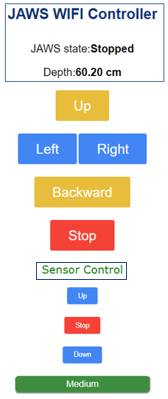 JAWS WIFI Controller
JAWS state:Stopped
Depth:60.20 cm
Up
Left Right
Backward
Stop
Sensor Control
Up
Stop
Down
Medium